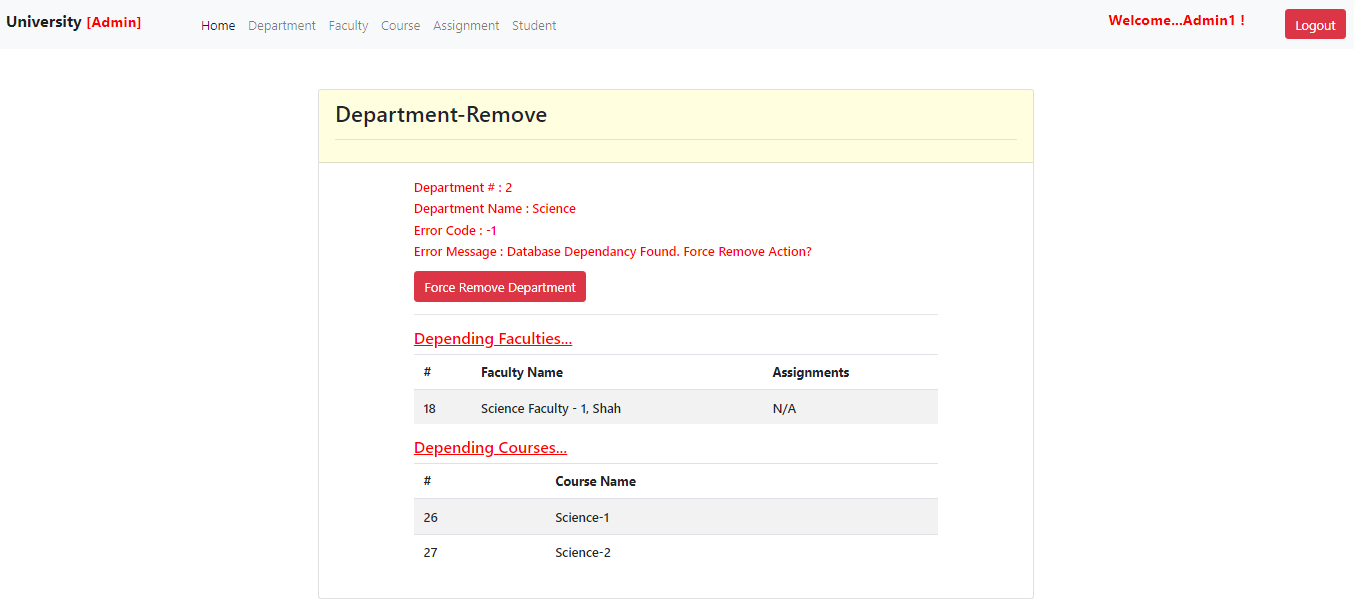 University [Admin] Home Department Faculty Course Assignment Student Welcome...Admin1 ! Logout
Department-Remove
Department # : 2
Department Name : Science
Error Code : -1
Error Message : Database Dependancy Found. Force Remove Action?
Force Remove Department
Depending Faculties...
# Faculty Name Assignments
18 Science Faculty - 1, Shah N/A
Depending Courses...
# Course Name
26 Science-1
27 Science-2